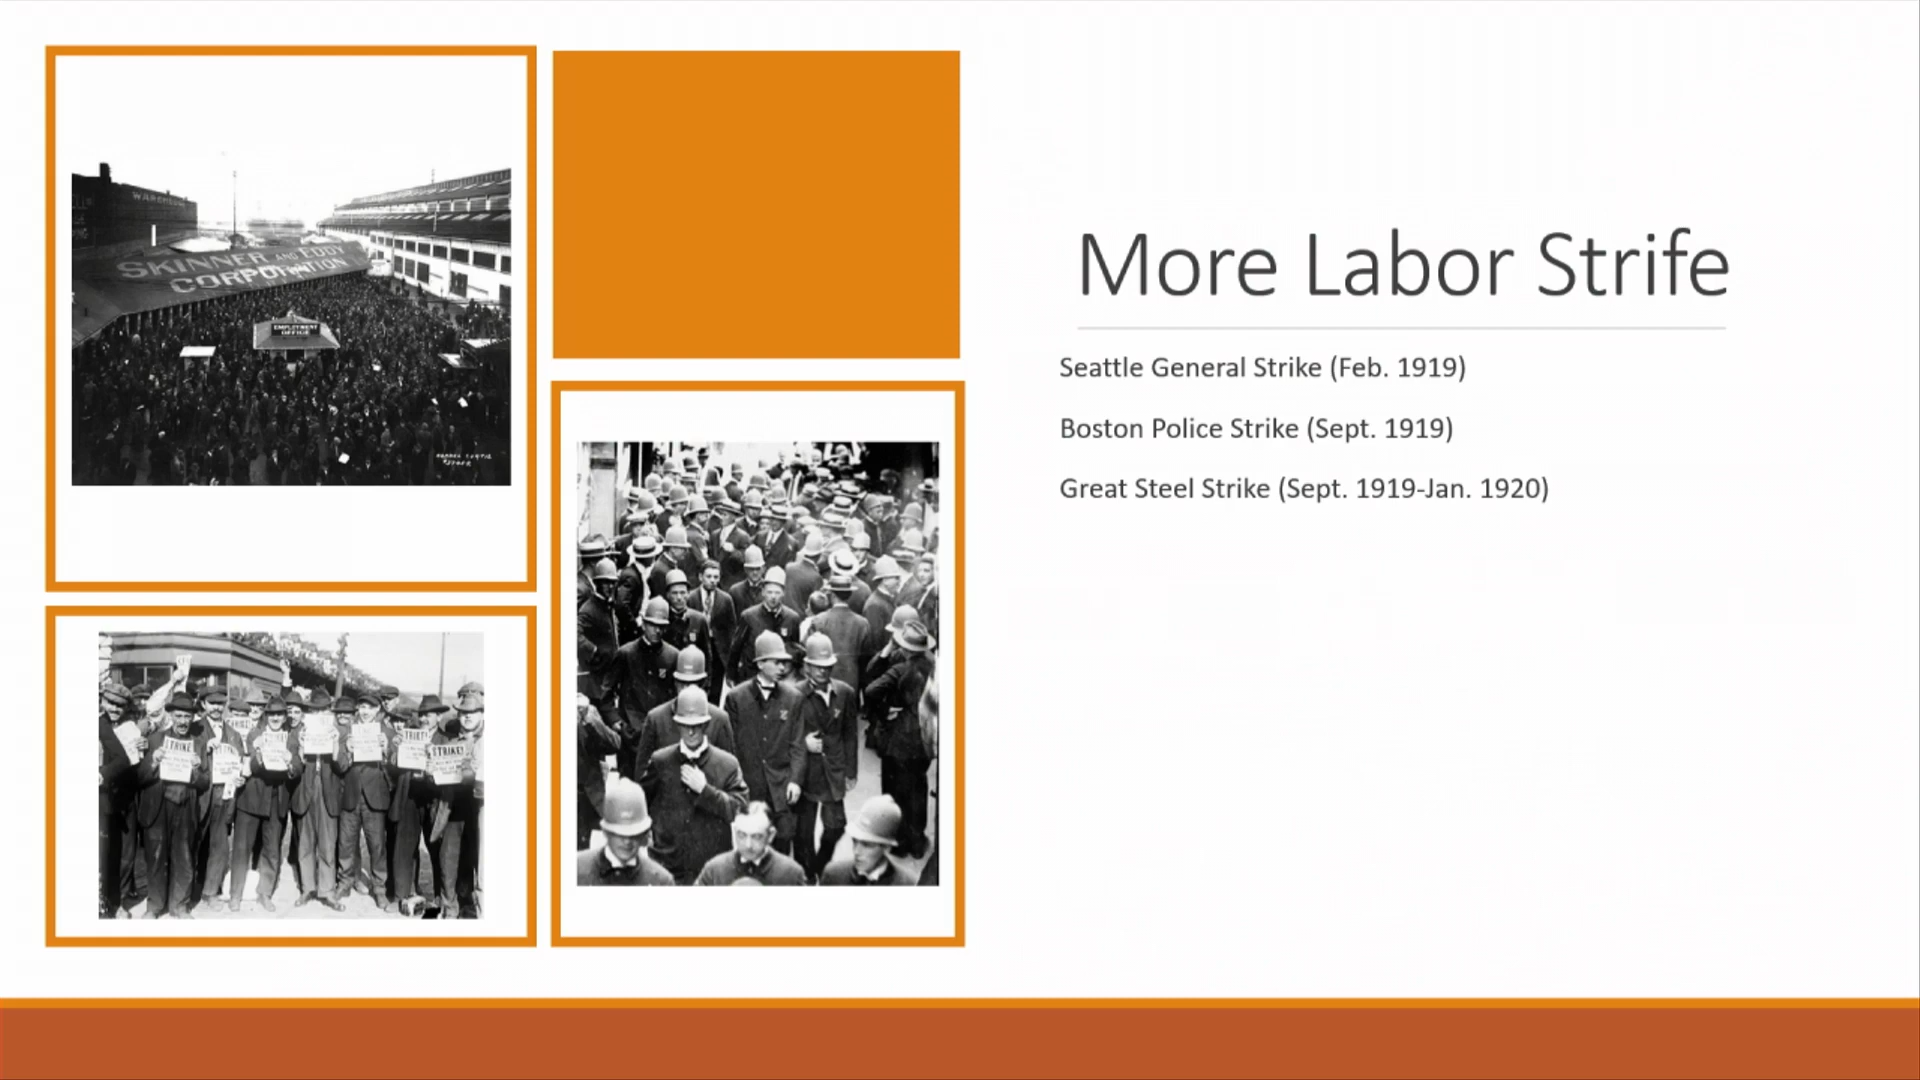 More Labor Strife
Seattle General Strike (Feb. 1919)
Boston Police Strike (Sept. 1919)
Great Steel Strike (Sept. 1919-Jan. 1920)
SKINNER AND EDDY
CORPORATION
EMPLOYMENT
OFFICE
STRIKE
STRIKE!